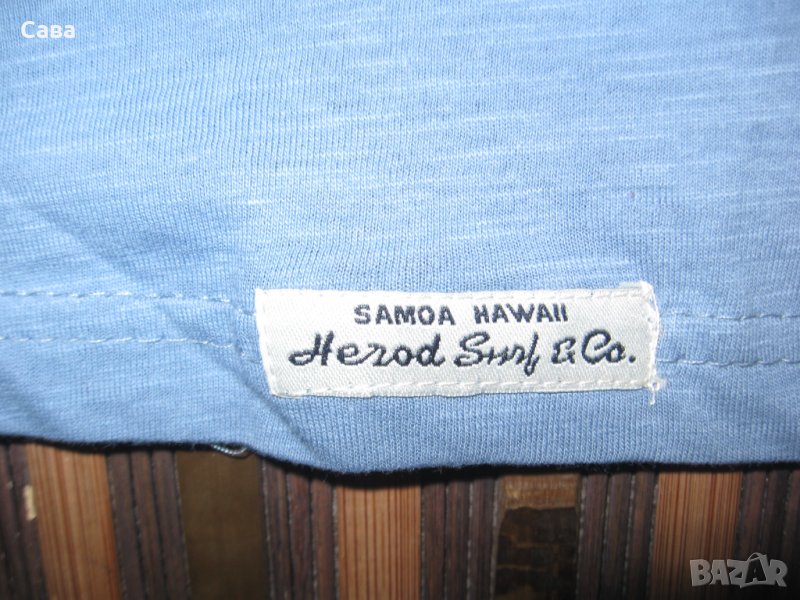 Сава
SAMOA HAWAII
Herod Surf & Co.
BAZAR